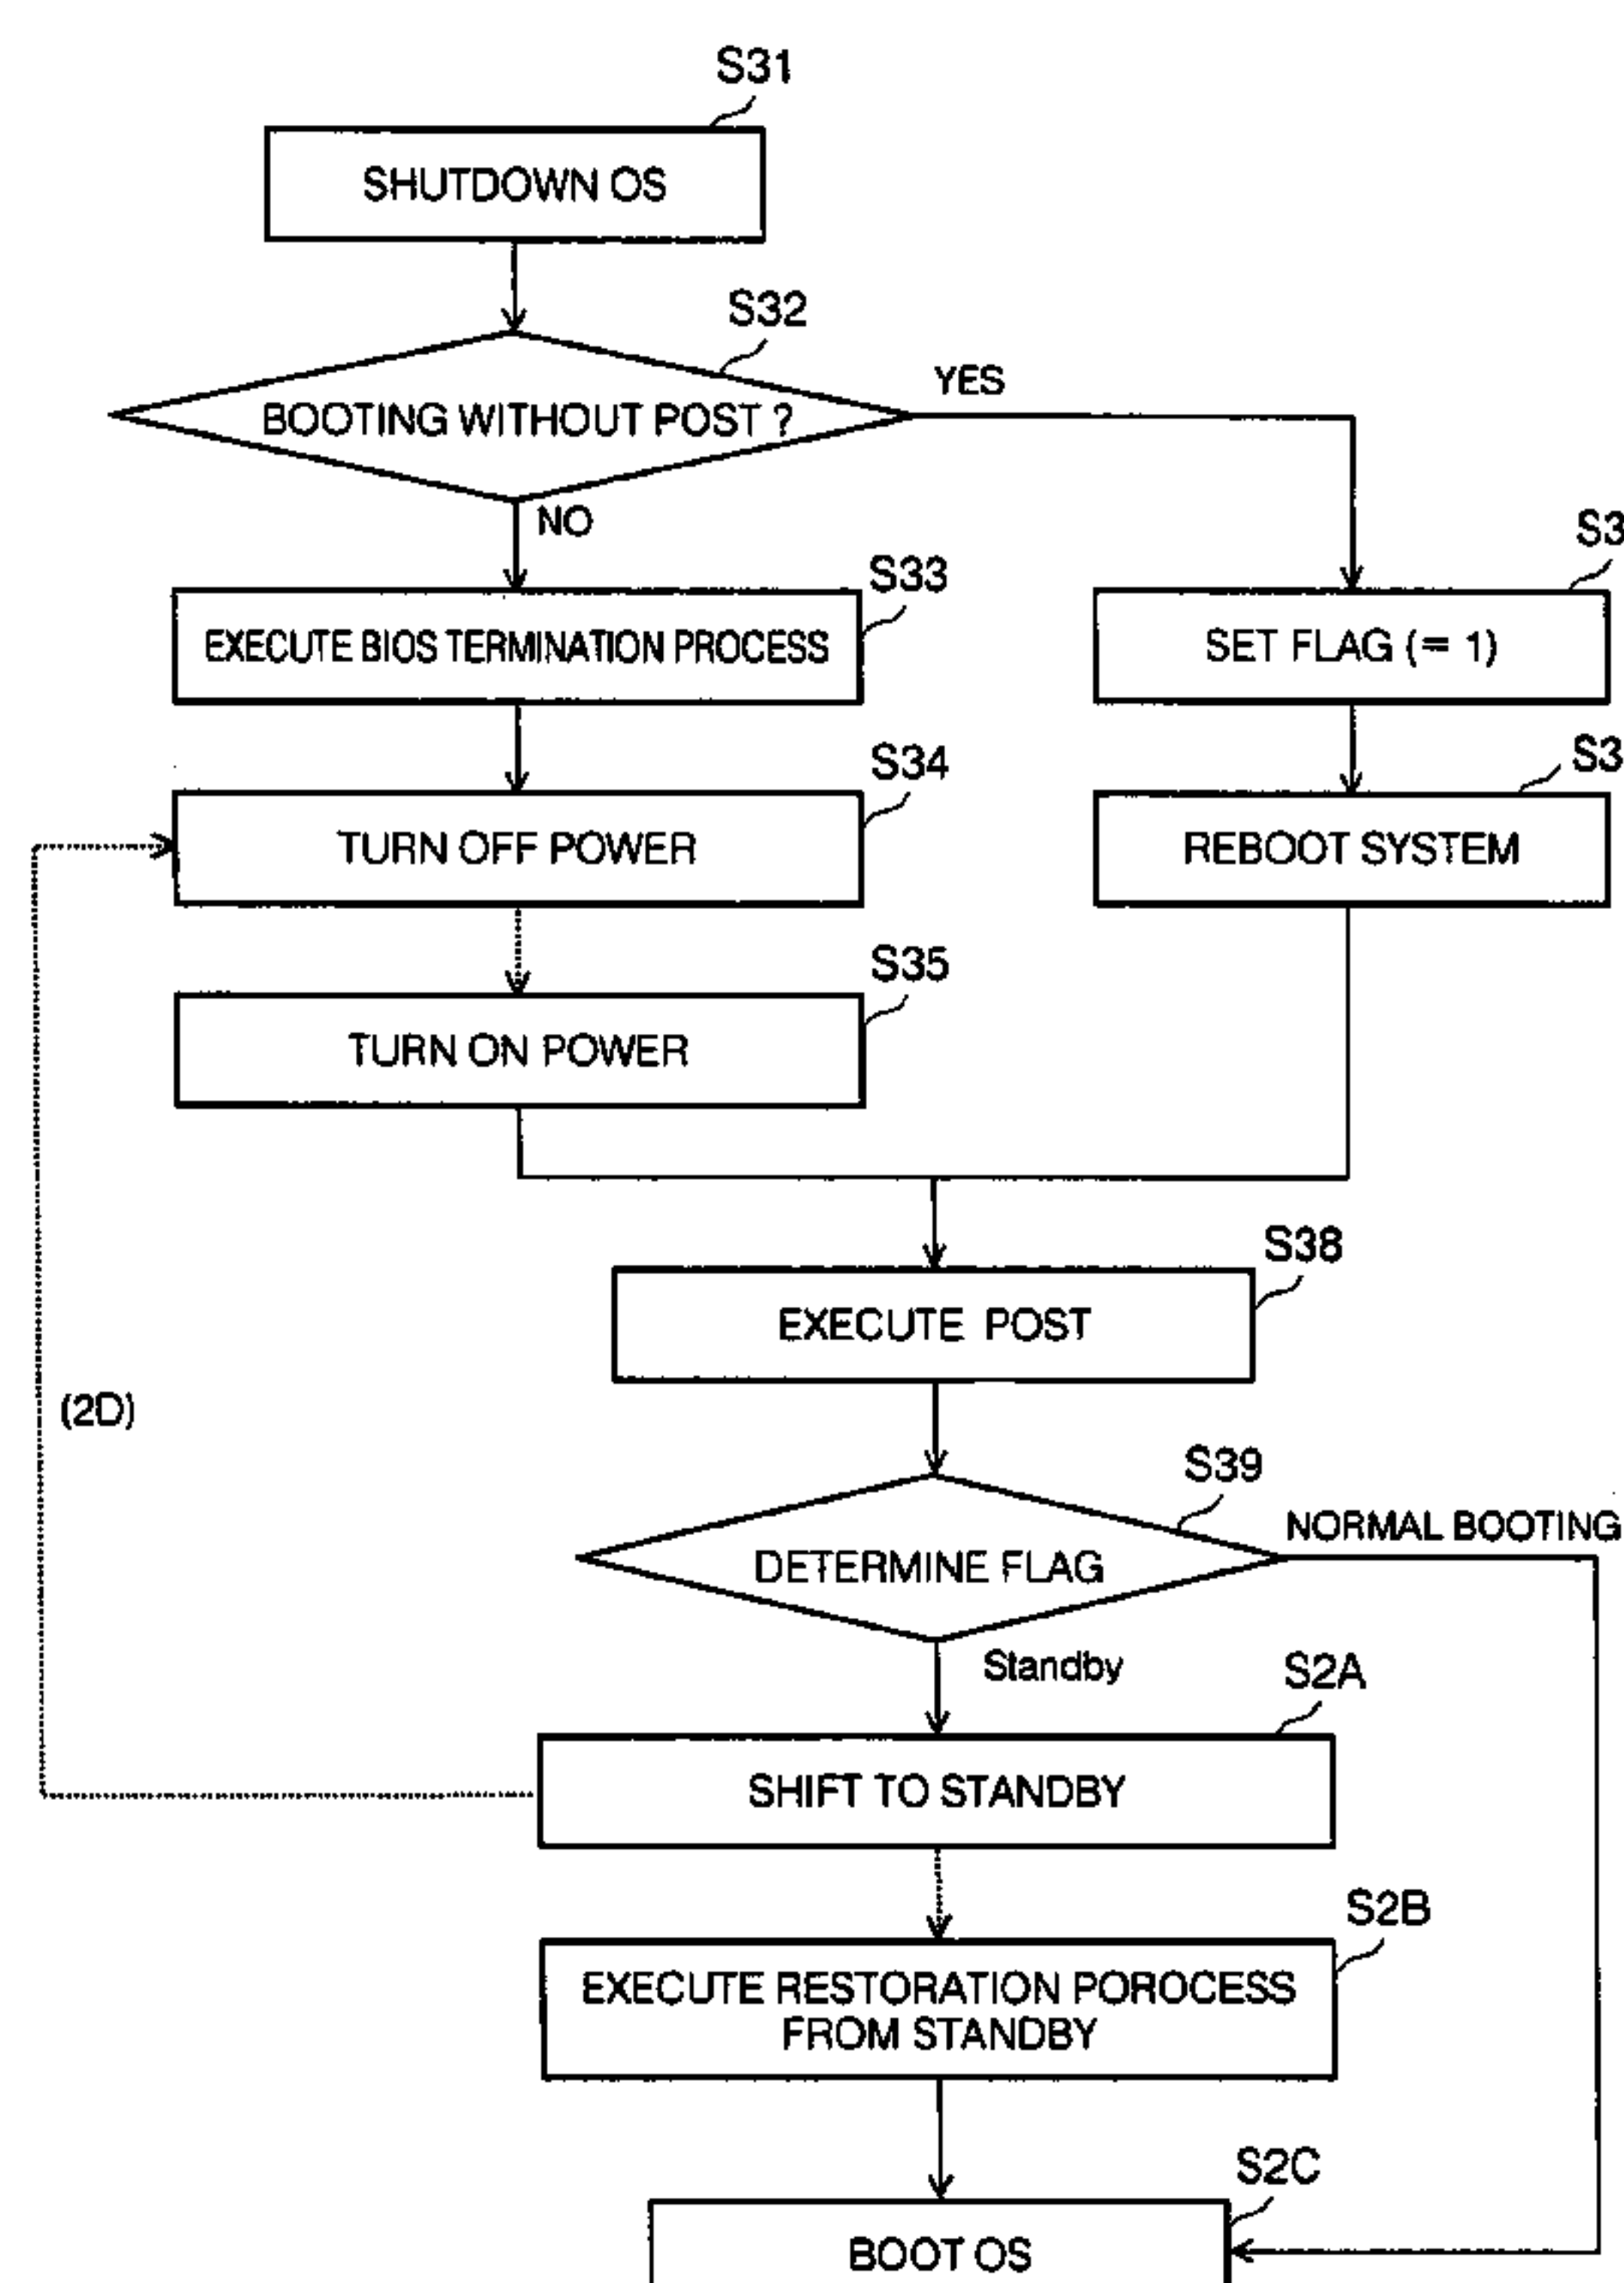 S31
SHUTDOWN OS
S32
BOOTING WITHOUT POST ?
YES
NO
S33
EXECUTE BIOS TERMINATION PROCESS
S3
SET FLAG (= 1)
S34
TURN OFF POWER
S3
REBOOT SYSTEM
S35
TURN ON POWER
S38
EXECUTE POST
(2D)
S39
DETERMINE FLAG
NORMAL BOOTING
Standby
S2A
SHIFT TO STANDBY
S2B
EXECUTE RESTORATION POROCESS
FROM STANDBY
S2C
BOOT OS